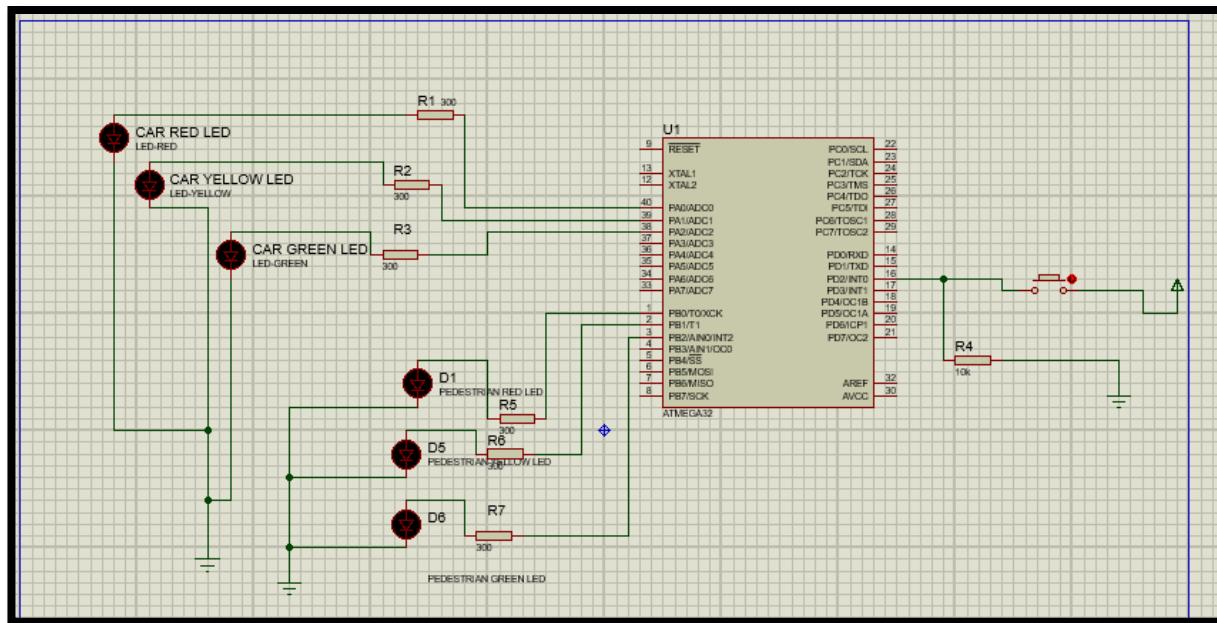 R1 300
CAR RED LED
LED-RED
R2
300
CAR YELLOW LED
LED-YELLOW
R3
300
CAR GREEN LED
LED-GREEN
U1
9 RESET
13 XTAL1
12 XTAL2
40 PA0/ADC0
39 PA1/ADC1
38 PA2/ADC2
37 PA3/ADC3
36 PA4/ADC4
35 PA5/ADC5
34 PA6/ADC6
33 PA7/ADC7
1 PB0/T0/XCK
2 PB1/T1
3 PB2/AIN0/INT2
4 PB3/AIN1/OC0
5 PB4/SS
6 PB5/MOSI
7 PB6/MISO
8 PB7/SCK
PC0/SCL 22
PC1/SDA 23
PC2/TCK 24
PC3/TMS 25
PC4/TDO 26
PC5/TDI 27
PC6/TOSC1 28
PC7/TOSC2 29
PD0/RXD 14
PD1/TXD 15
PD2/INT0 16
PD3/INT1 17
PD4/OC1B 18
PD5/OC1A 19
PD6/ICP1 20
PD7/OC2 21
AREF 32
AVCC 30
ATMEGA32
R4
10k
D1
PEDESTRIAN RED LED
R5
300
D5
PEDESTRIAN YELLOW LED
R6
300
D6
PEDESTRIAN GREEN LED
R7
300